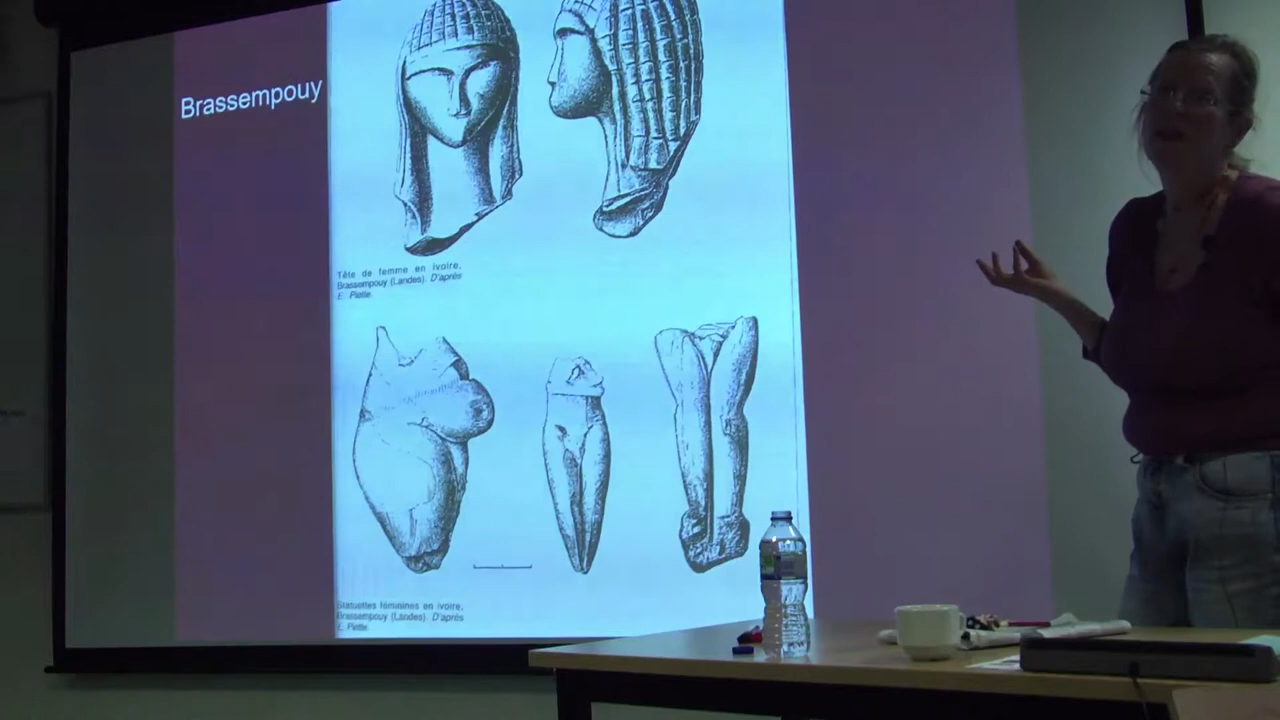 Brassempouy
Tête de femme en ivoire,
Brassempouy (Landes). D'après
E. Piette.
Statuettes féminines en ivoire,
Brassempouy (Landes). D'après
E. Piette.